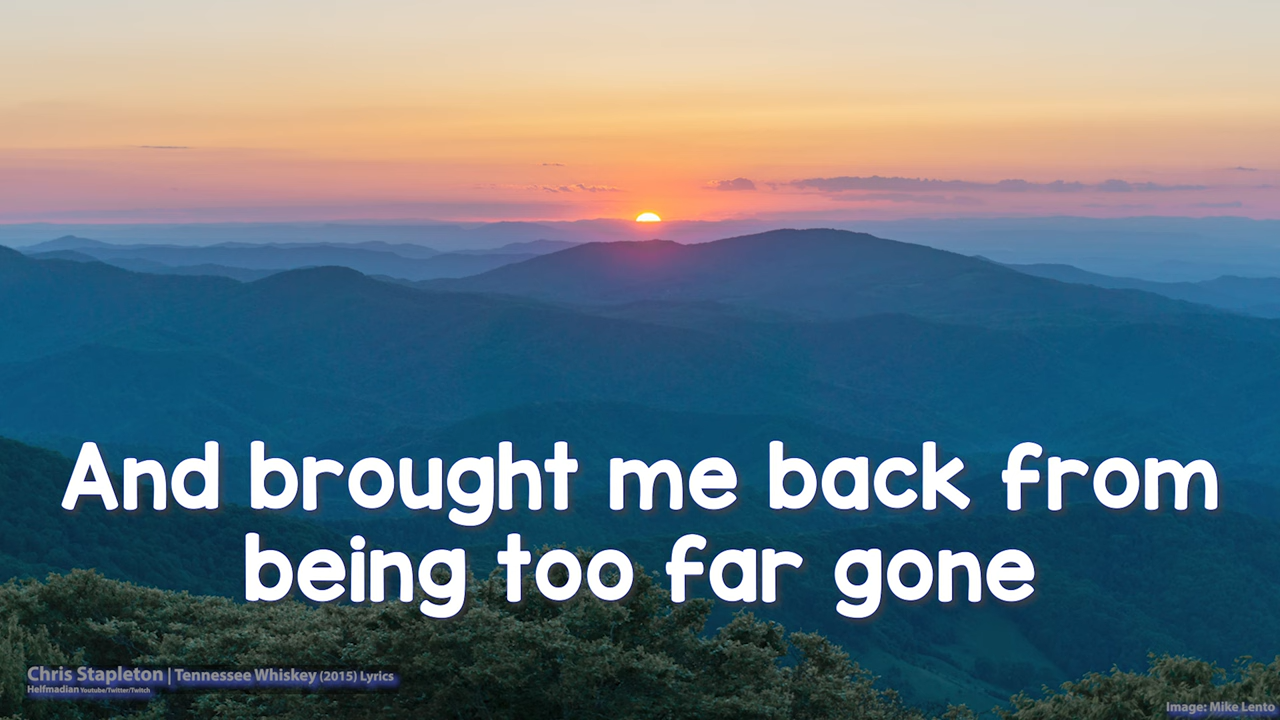 And brought me back from
being too far gone
Chris Stapleton | Tennessee Whiskey (2015) Lyrics
Helfmadian Youtube/Twitter/Twitch
Image: Mike Lento